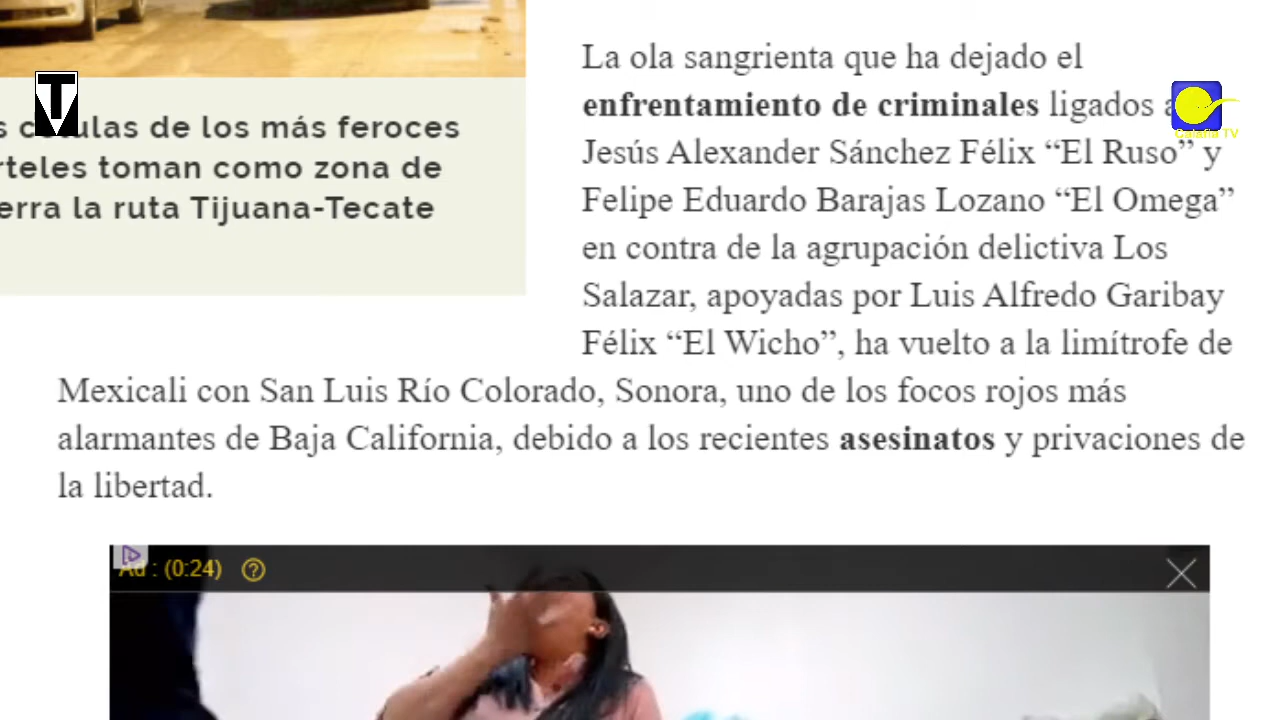 T
Calafia TV
s células de los más feroces
rteles toman como zona de
erra la ruta Tijuana-Tecate
La ola sangrienta que ha dejado el
enfrentamiento de criminales ligados a
Jesús Alexander Sánchez Félix “El Ruso” y
Felipe Eduardo Barajas Lozano “El Omega”
en contra de la agrupación delictiva Los
Salazar, apoyadas por Luis Alfredo Garibay
Félix “El Wicho”, ha vuelto a la limítrofe de
Mexicali con San Luis Río Colorado, Sonora, uno de los focos rojos más
alarmantes de Baja California, debido a los recientes asesinatos y privaciones de
la libertad.
Ad : (0:24) ?